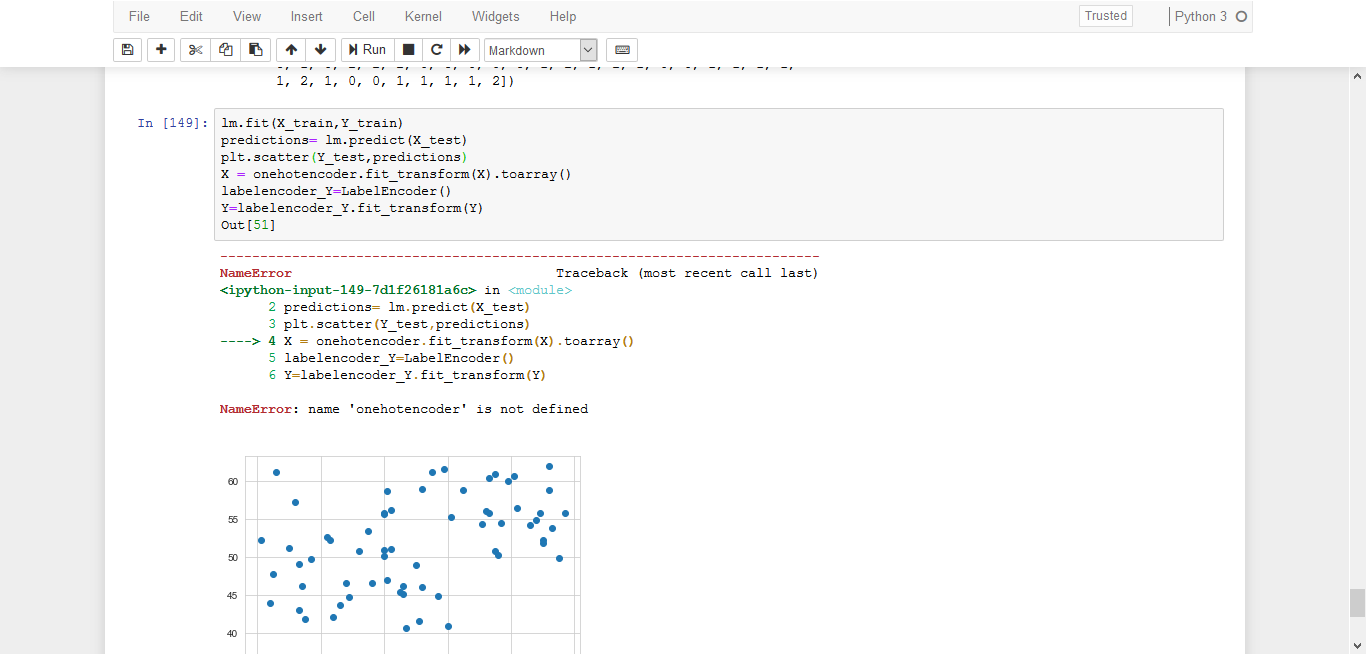 File Edit View Insert Cell Kernel Widgets Help Trusted Python 3
Run Markdown
1, 2, 1, 0, 0, 1, 1, 1, 1, 2])
In [149]: lm.fit(X_train,Y_train)
predictions= lm.predict(X_test)
plt.scatter(Y_test,predictions)
X = onehotencoder.fit_transform(X).toarray()
labelencoder_Y=LabelEncoder()
Y=labelencoder_Y.fit_transform(Y)
Out[51]
---------------------------------------------------------------------------
NameError Traceback (most recent call last)
<ipython-input-149-7d1f26181a6c> in <module>
2 predictions= lm.predict(X_test)
3 plt.scatter(Y_test,predictions)
----> 4 X = onehotencoder.fit_transform(X).toarray()
5 labelencoder_Y=LabelEncoder()
6 Y=labelencoder_Y.fit_transform(Y)
NameError: name 'onehotencoder' is not defined
60
55
50
45
40